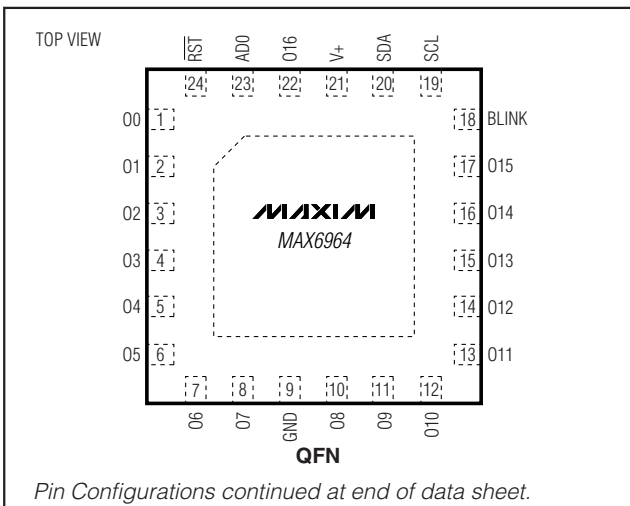 TOP VIEW
RST AD0 O16 V+ SDA SCL
24 23 22 21 20 19
O0 1 18 BLINK
O1 2 17 O15
O2 3 16 O14
MAXIM
MAX6964
O3 4 15 O13
O4 5 14 O12
O5 6 13 O11
7 8 9 10 11 12
O6 O7 GND O8 O9 O10
QFN
Pin Configurations continued at end of data sheet.